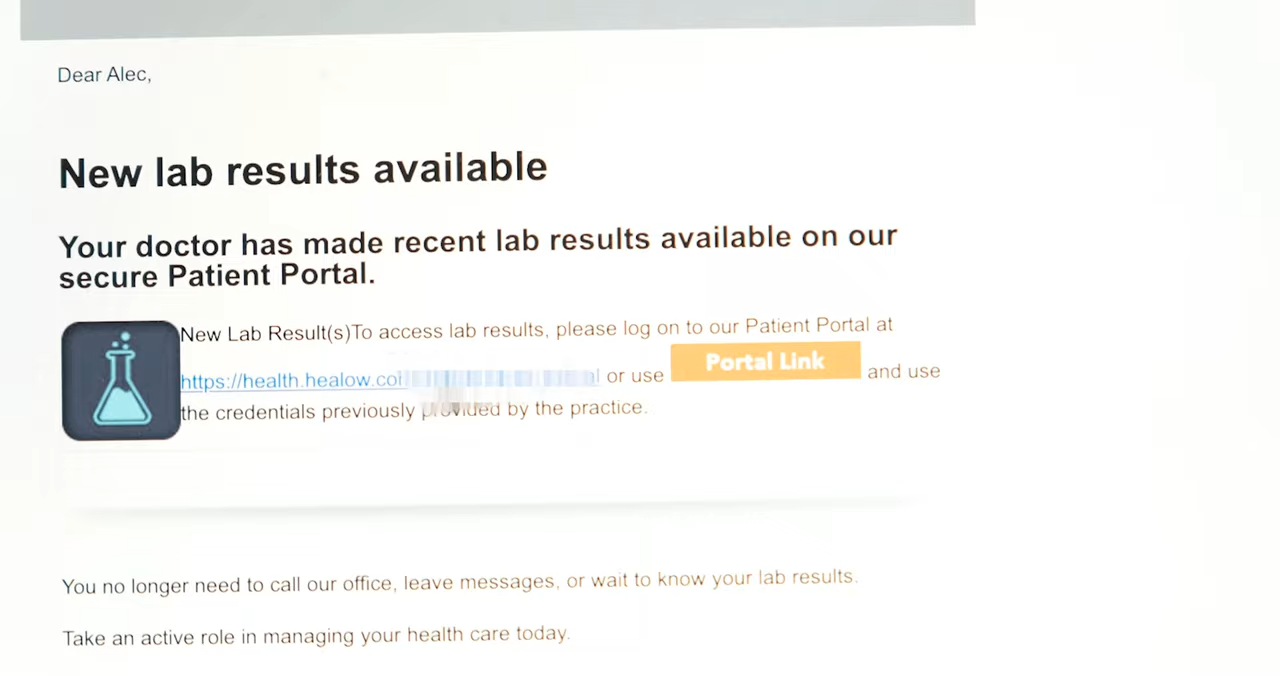 Dear Alec,
New lab results available
Your doctor has made recent lab results available on our
secure Patient Portal.
New Lab Result(s)To access lab results, please log on to our Patient Portal at
https://health.healow.co or use Portal Link and use
the credentials previously provided by the practice.
You no longer need to call our office, leave messages, or wait to know your lab results.
Take an active role in managing your health care today.